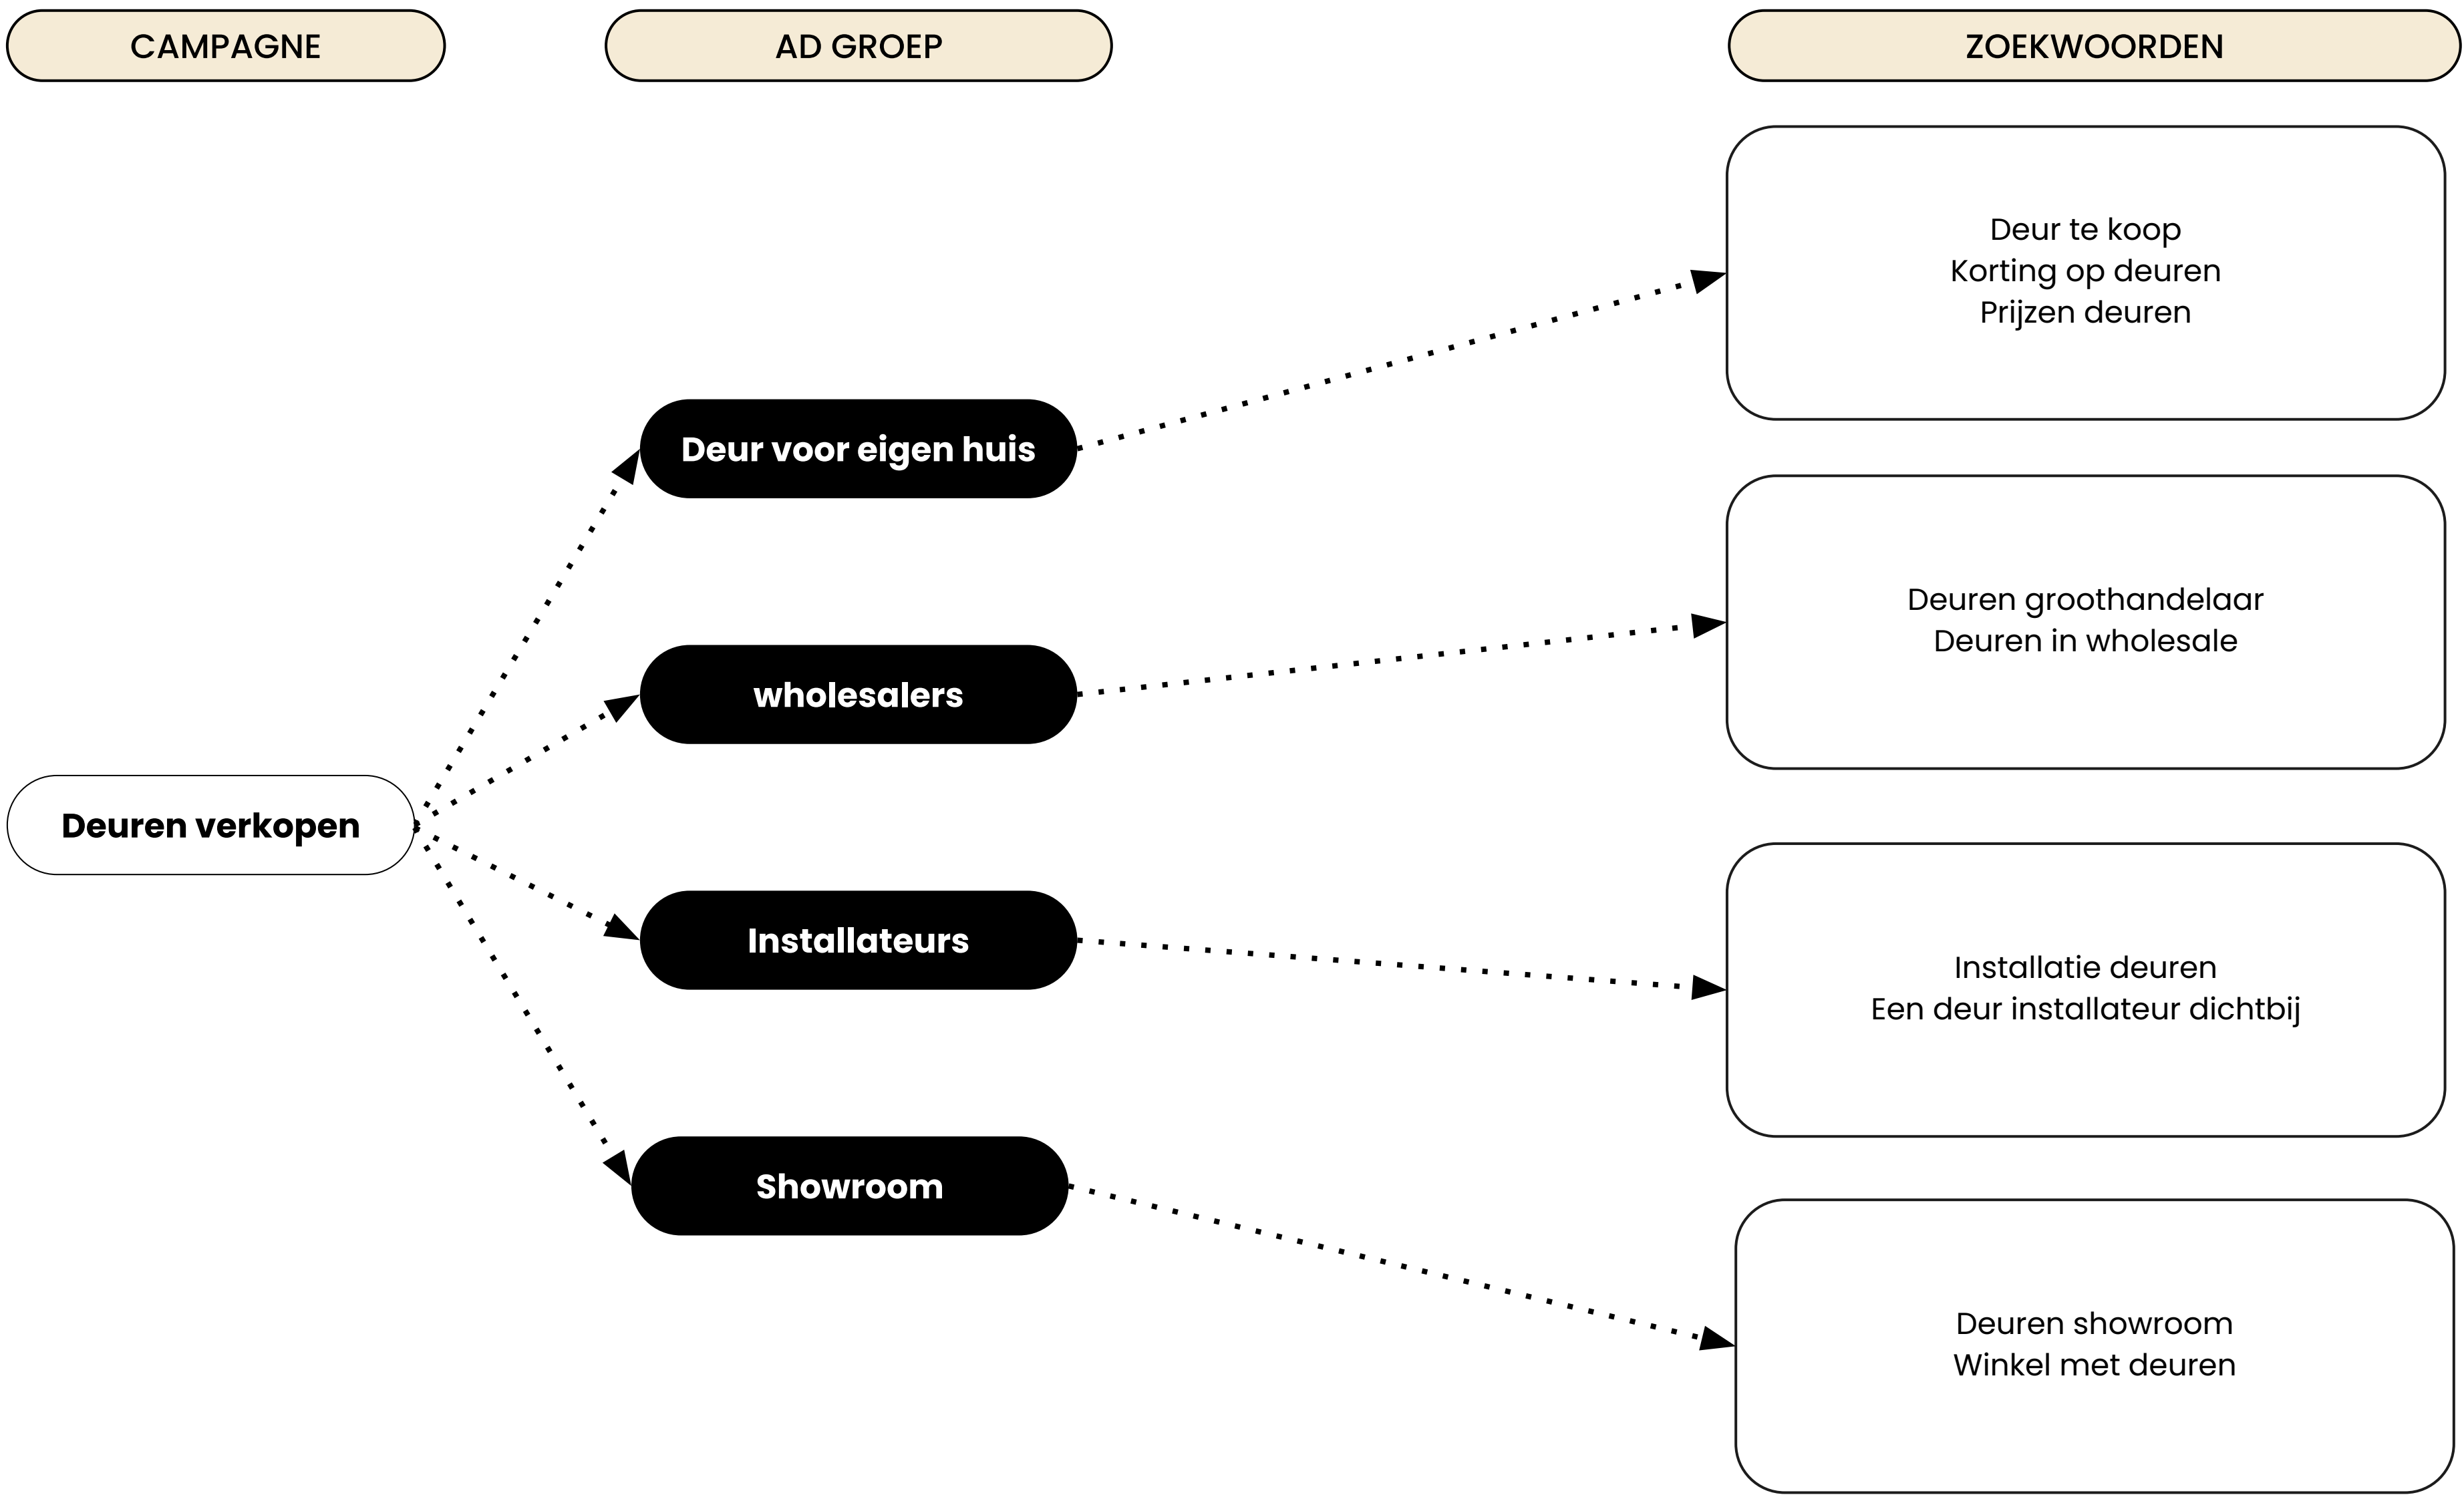 CAMPAGNE
AD GROEP
ZOEKWOORDEN
Deur te koop
Korting op deuren
Prijzen deuren
Deur voor eigen huis
Deuren groothandelaar
Deuren in wholesale
wholesalers
Deuren verkopen
Installateurs
Installatie deuren
Een deur installateur dichtbij
Showroom
Deuren showroom
Winkel met deuren